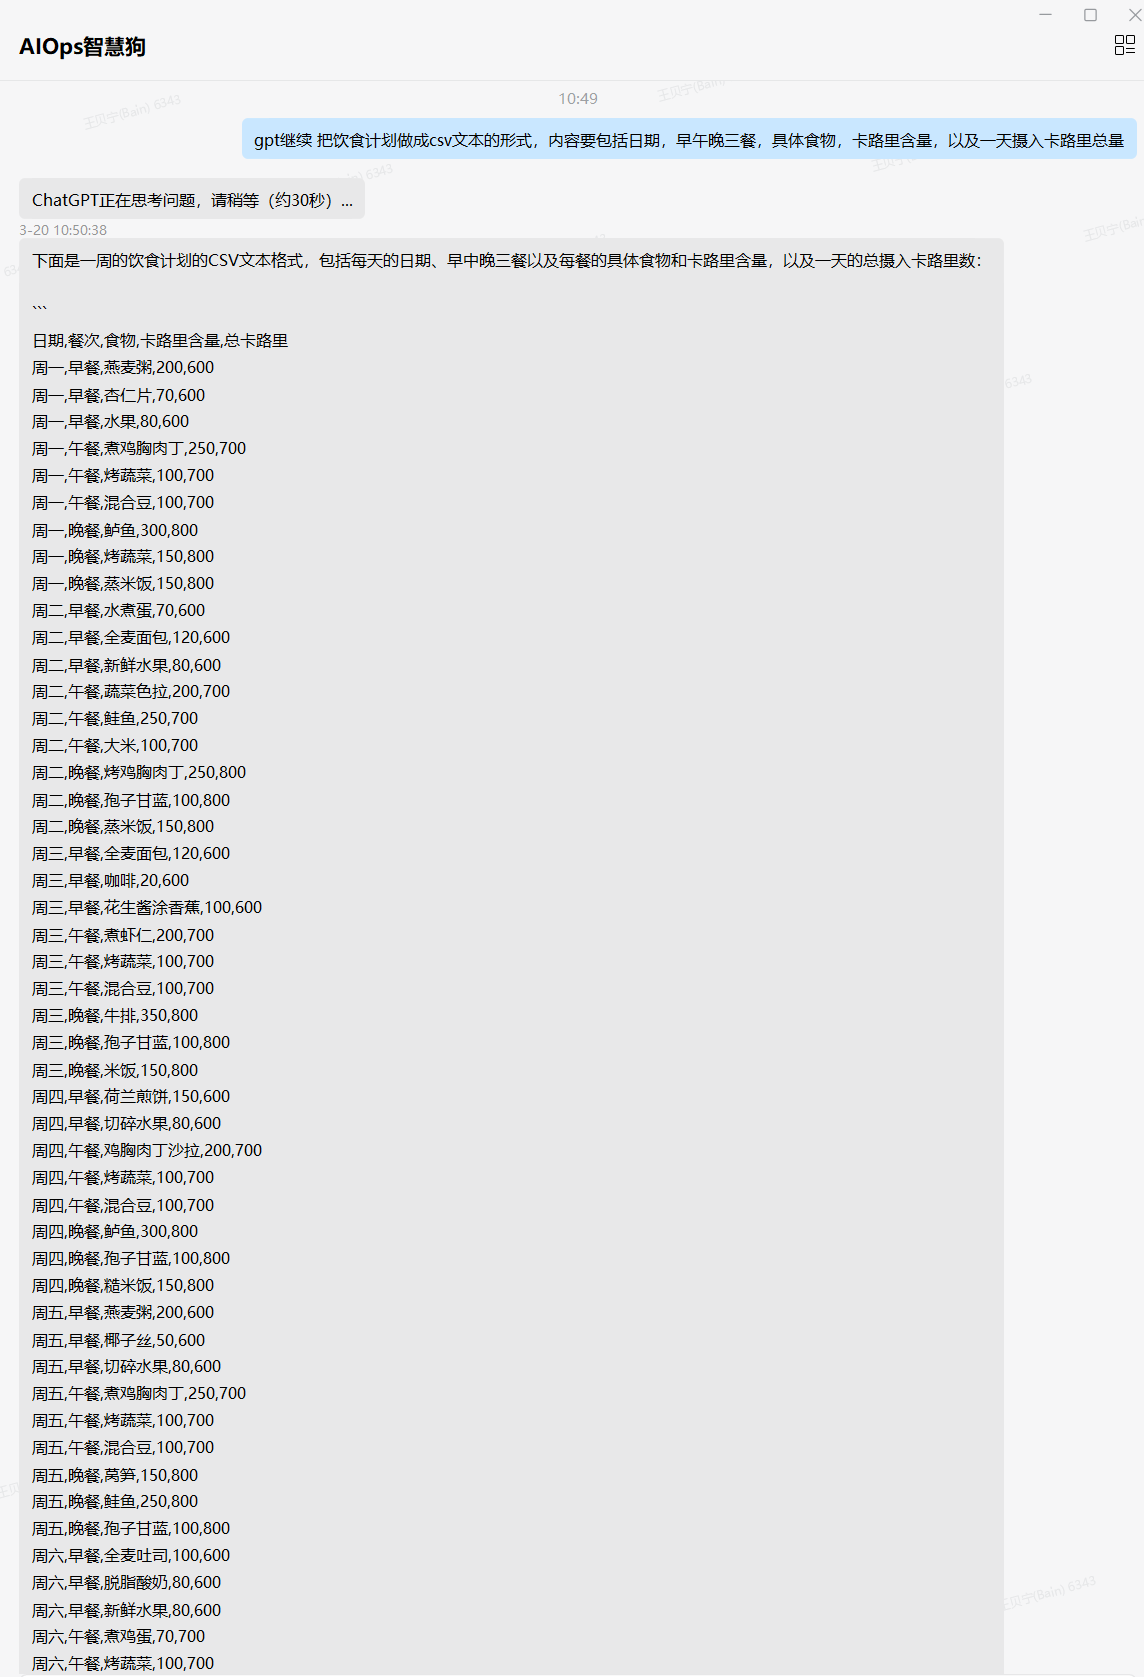 AIOps智慧狗
王贝宁(Bain) 6343
王贝宁(Bain)
10:49
gpt继续 把饮食计划做成csv文本的形式，内容要包括日期，早午晚三餐，具体食物，卡路里含量，以及一天摄入卡路里总量
ChatGPT正在思考问题，请稍等（约30秒）...
3-20 10:50:38
下面是一周的饮食计划的CSV文本格式，包括每天的日期、早中晚三餐以及每餐的具体食物和卡路里含量，以及一天的总摄入卡路里数：
```
日期,餐次,食物,卡路里含量,总卡路里
周一,早餐,燕麦粥,200,600
周一,早餐,杏仁片,70,600
周一,早餐,水果,80,600
周一,午餐,煮鸡胸肉丁,250,700
周一,午餐,烤蔬菜,100,700
周一,午餐,混合豆,100,700
周一,晚餐,鲈鱼,300,800
周一,晚餐,烤蔬菜,150,800
周一,晚餐,蒸米饭,150,800
周二,早餐,水煮蛋,70,600
周二,早餐,全麦面包,120,600
周二,早餐,新鲜水果,80,600
周二,午餐,蔬菜色拉,200,700
周二,午餐,鲑鱼,250,700
周二,午餐,大米,100,700
周二,晚餐,烤鸡胸肉丁,250,800
周二,晚餐,孢子甘蓝,100,800
周二,晚餐,蒸米饭,150,800
周三,早餐,全麦面包,120,600
周三,早餐,咖啡,20,600
周三,早餐,花生酱涂香蕉,100,600
周三,午餐,煮虾仁,200,700
周三,午餐,烤蔬菜,100,700
周三,午餐,混合豆,100,700
周三,晚餐,牛排,350,800
周三,晚餐,孢子甘蓝,100,800
周三,晚餐,米饭,150,800
周四,早餐,荷兰煎饼,150,600
周四,早餐,切碎水果,80,600
周四,午餐,鸡胸肉丁沙拉,200,700
周四,午餐,烤蔬菜,100,700
周四,午餐,混合豆,100,700
周四,晚餐,鲈鱼,300,800
周四,晚餐,孢子甘蓝,100,800
周四,晚餐,糙米饭,150,800
周五,早餐,燕麦粥,200,600
周五,早餐,椰子丝,50,600
周五,早餐,切碎水果,80,600
周五,午餐,煮鸡胸肉丁,250,700
周五,午餐,烤蔬菜,100,700
周五,午餐,混合豆,100,700
周五,晚餐,莴笋,150,800
周五,晚餐,鲑鱼,250,800
周五,晚餐,孢子甘蓝,100,800
周六,早餐,全麦吐司,100,600
周六,早餐,脱脂酸奶,80,600
周六,早餐,新鲜水果,80,600
王贝宁(Bain) 6343
周六,午餐,煮鸡蛋,70,700
周六,午餐,烤蔬菜,100,700